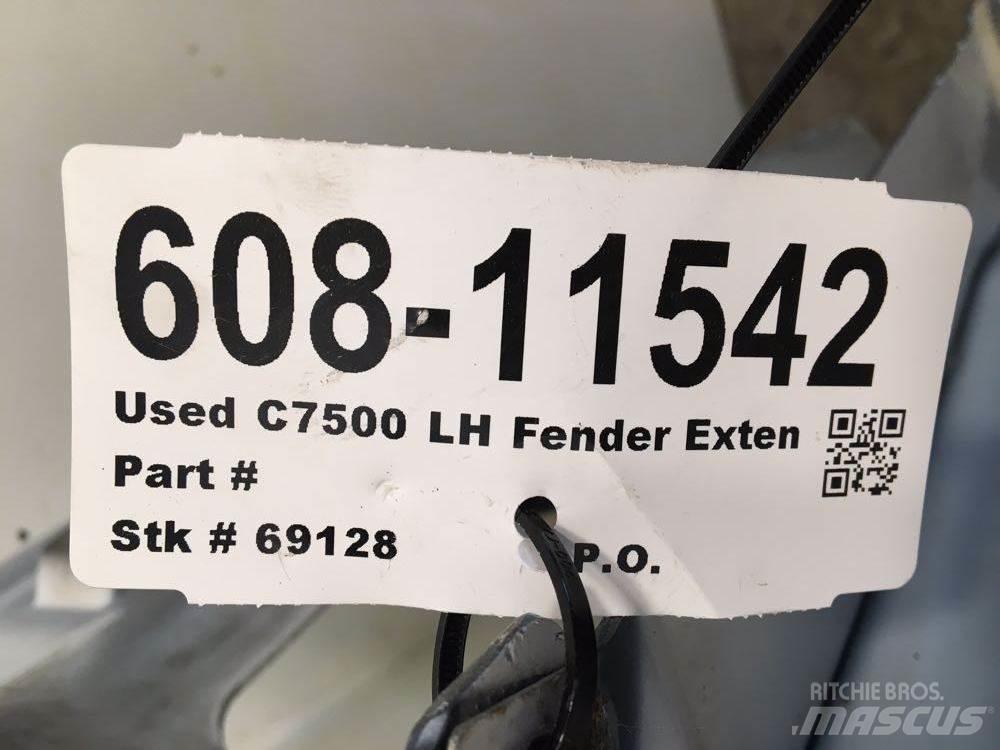 608-11542
Used C7500 LH Fender Exten
Part #
Stk # 69128
P.O.
RITCHIE BROS.
MASCUS